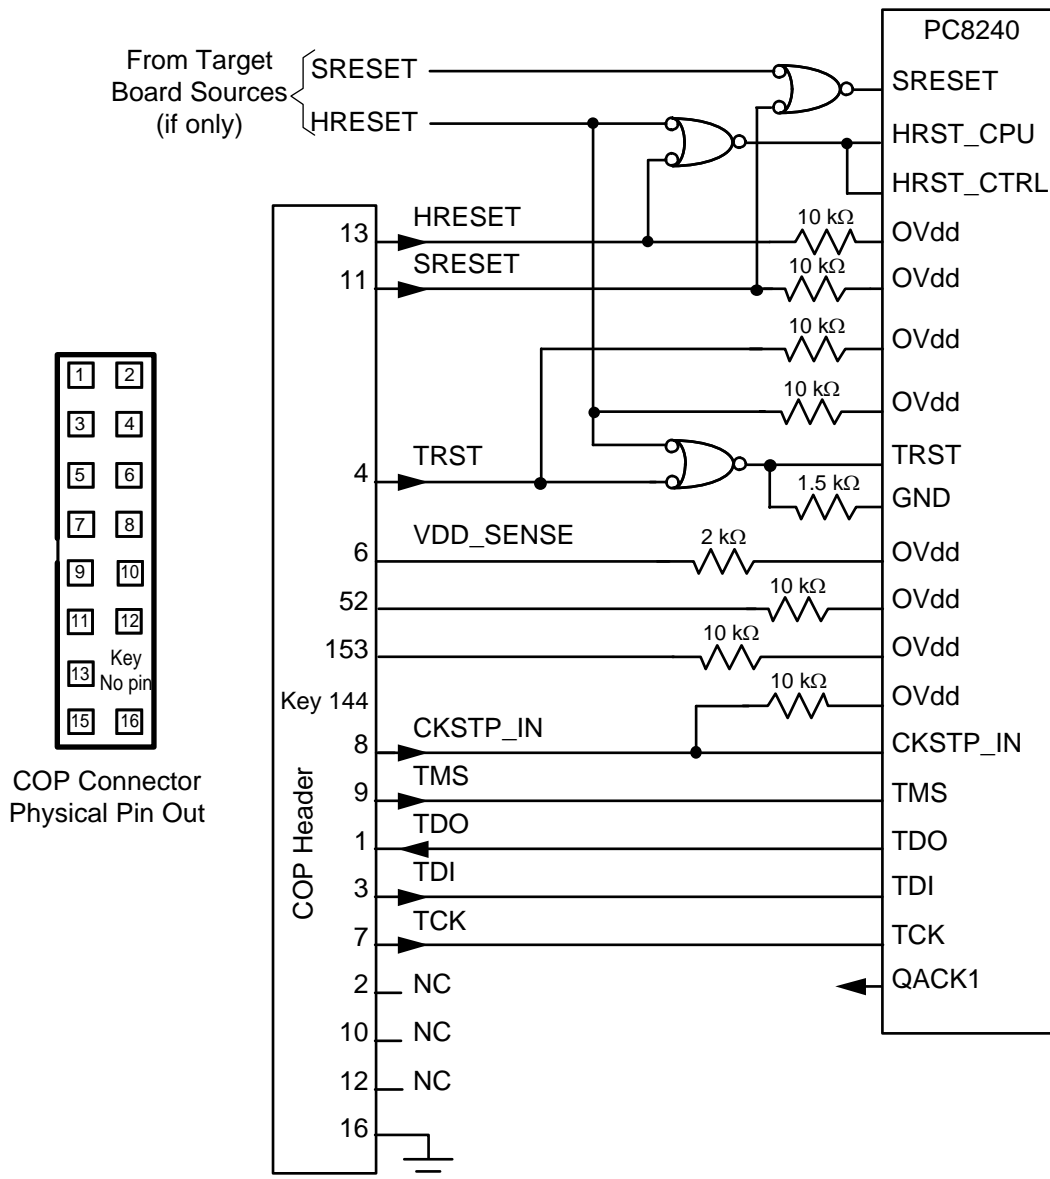 PC8240
From Target
Board Sources
(if only)
SRESET
HRESET
SRESET
HRST_CPU
HRST_CTRL
13
HRESET
10 kΩ
OVdd
11
SRESET
10 kΩ
OVdd
10 kΩ
OVdd
10 kΩ
OVdd
4
TRST
TRST
1.5 kΩ
GND
6
VDD_SENSE
2 kΩ
OVdd
52
10 kΩ
OVdd
153
10 kΩ
OVdd
Key 144
10 kΩ
OVdd
8
CKSTP_IN
CKSTP_IN
9
TMS
TMS
1
TDO
TDO
3
TDI
TDI
7
TCK
TCK
QACK1
2
NC
10
NC
12
NC
16
COP Header
1 2
3 4
5 6
7 8
9 10
11 12
13 Key
No pin
15 16
COP Connector
Physical Pin Out